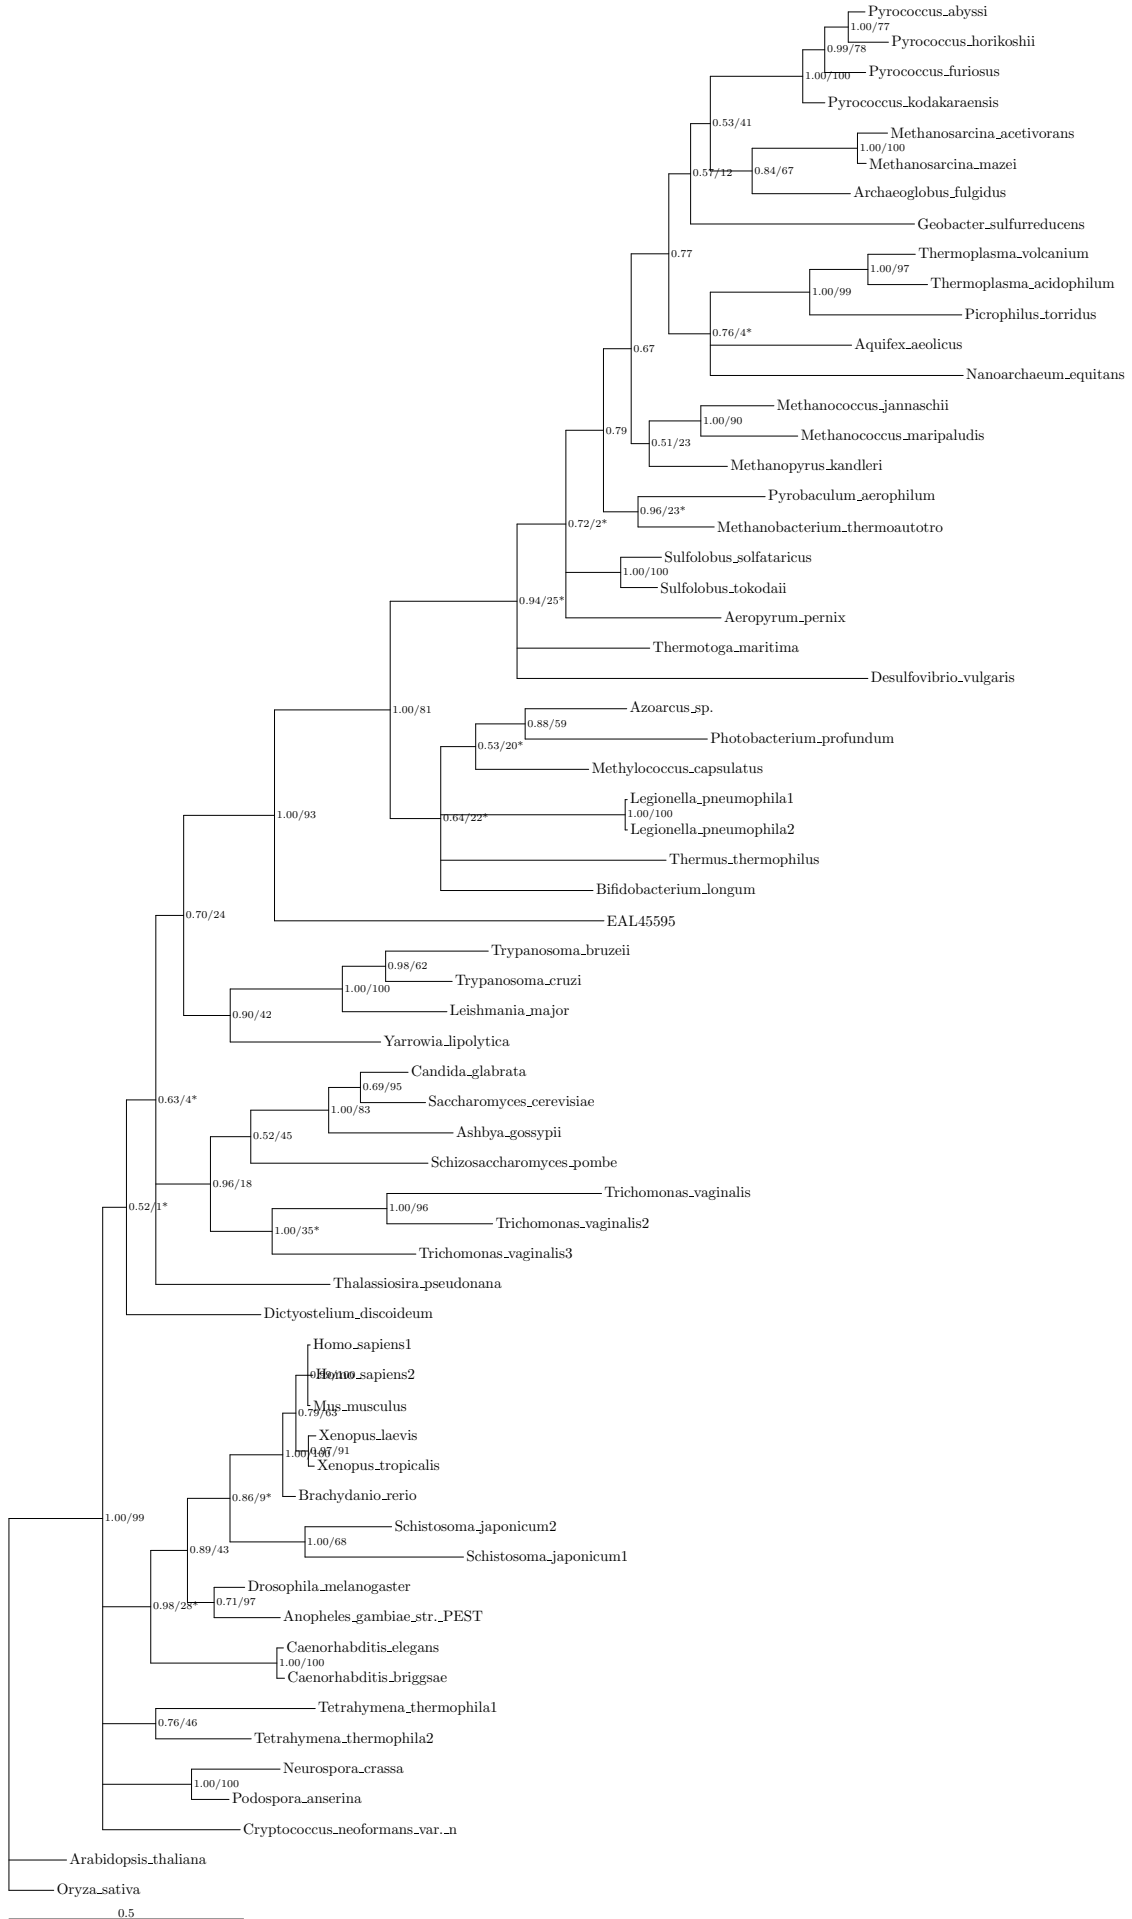 Pyrococcus_abyssi
1.00/77
Pyrococcus_horikoshii
0.99/78
Pyrococcus_furiosus
1.00/100
Pyrococcus_kodakaraensis
0.53/41
Methanosarcina_acetivorans
1.00/100
Methanosarcina_mazei
0.57/12
0.84/67
Archaeoglobus_fulgidus
Geobacter_sulfurreducens
0.77
Thermoplasma_volcanium
1.00/97
Thermoplasma_acidophilum
1.00/99
Picrophilus_torridus
0.76/4*
Aquifex_aeolicus
0.67
Nanoarchaeum_equitans
Methanococcus_jannaschii
1.00/90
0.79
Methanococcus_maripaludis
0.51/23
Methanopyrus_kandleri
Pyrobaculum_aerophilum
0.96/23*
0.72/2*
Methanobacterium_thermoautotro
Sulfolobus_solfataricus
1.00/100
Sulfolobus_tokodaii
0.94/25*
Aeropyrum_pernix
Thermotoga_maritima
Desulfovibrio_vulgaris
Azoarcus_sp.
1.00/81
0.88/59
Photobacterium_profundum
0.53/20*
Methylococcus_capsulatus
Legionella_pneumophila1
1.00/93
1.00/100
0.64/22*
Legionella_pneumophila2
Thermus_thermophilus
Bifidobacterium_longum
0.70/24
EAL45595
Trypanosoma_bruzeii
0.98/62
Trypanosoma_cruzi
1.00/100
Leishmania_major
0.90/42
Yarrowia_lipolytica
Candida_glabrata
0.69/95
0.63/4*
Saccharomyces_cerevisiae
1.00/83
Ashbya_gossypii
0.52/45
Schizosaccharomyces_pombe
0.96/18
Trichomonas_vaginalis
0.52/1*
1.00/96
Trichomonas_vaginalis2
1.00/35*
Trichomonas_vaginalis3
Thalassiosira_pseudonana
Dictyostelium_discoideum
Homo_sapiens1
Homo_sapiens2
Mus_musculus
0.79/63
Xenopus_laevis
1.00/100
0.97/91
Xenopus_tropicalis
0.86/9*
Brachydanio_rerio
1.00/99
Schistosoma_japonicum2
1.00/68
0.89/43
Schistosoma_japonicum1
Drosophila_melanogaster
0.71/97
0.98/28*
Anopheles_gambiae_str._PEST
Caenorhabditis_elegans
1.00/100
Caenorhabditis_briggsae
Tetrahymena_thermophila1
0.76/46
Tetrahymena_thermophila2
Neurospora_crassa
1.00/100
Podospora_anserina
Cryptococcus_neoformans_var._n
Arabidopsis_thaliana
Oryza_sativa
0.5